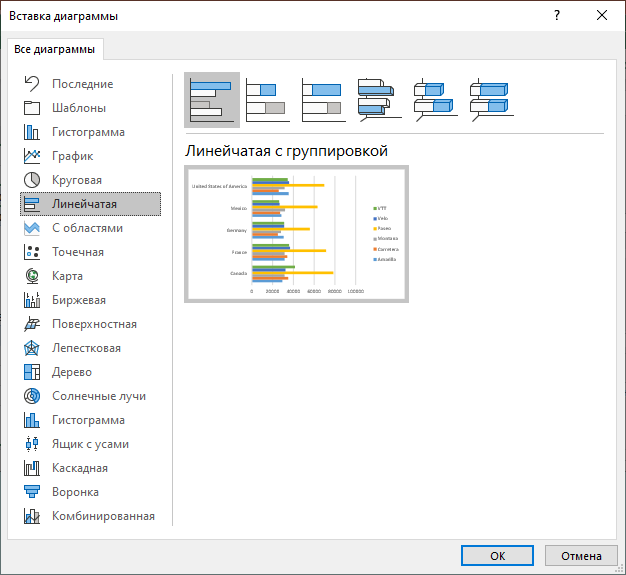 Вставка диаграммы
?
Все диаграммы
Последние
Шаблоны
Гистограмма
График
Круговая
Линейчатая
С областями
Точечная
Карта
Биржевая
Поверхностная
Лепестковая
Дерево
Солнечные лучи
Гистограмма
Ящик с усами
Каскадная
Воронка
Комбинированная
Линейчатая с группировкой
United States of America
Mexico
Germany
France
Canada
0 20000 40000 60000 80000 100000
VTT
Velo
Paseo
Montana
Carretera
Amarilla
ОК
Отмена